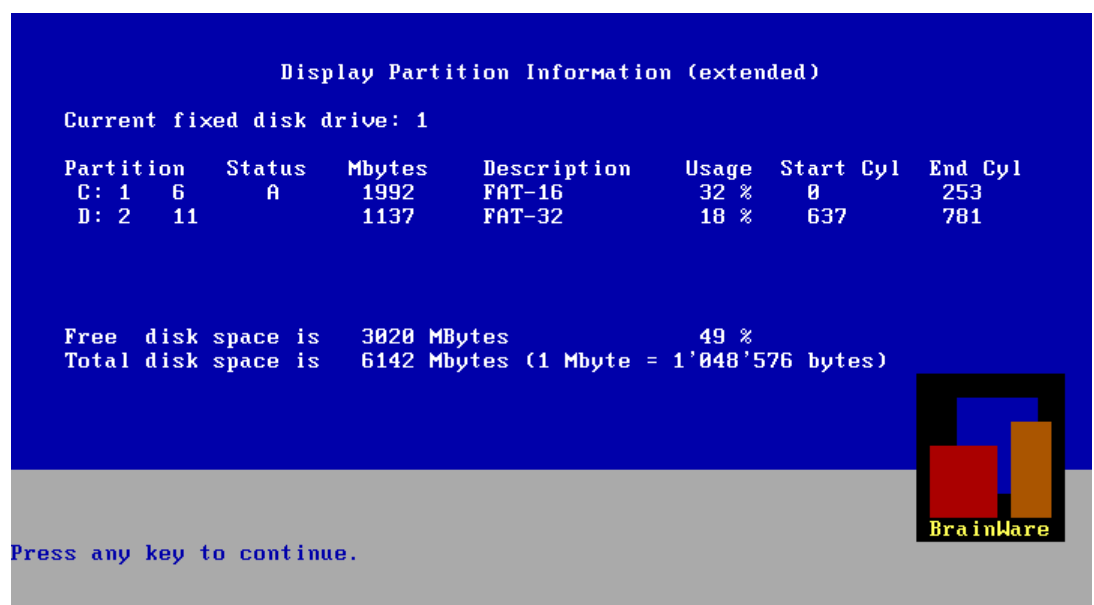 Display Partition Information (extended)
Current fixed disk drive: 1
Partition Status Mbytes Description Usage Start Cyl End Cyl
C: 1 6 A 1992 FAT-16 32 % 0 253
D: 2 11 1137 FAT-32 18 % 637 781
Free disk space is 3020 MBytes 49 %
Total disk space is 6142 Mbytes (1 Mbyte = 1'048'576 bytes)
BrainWare
Press any key to continue.